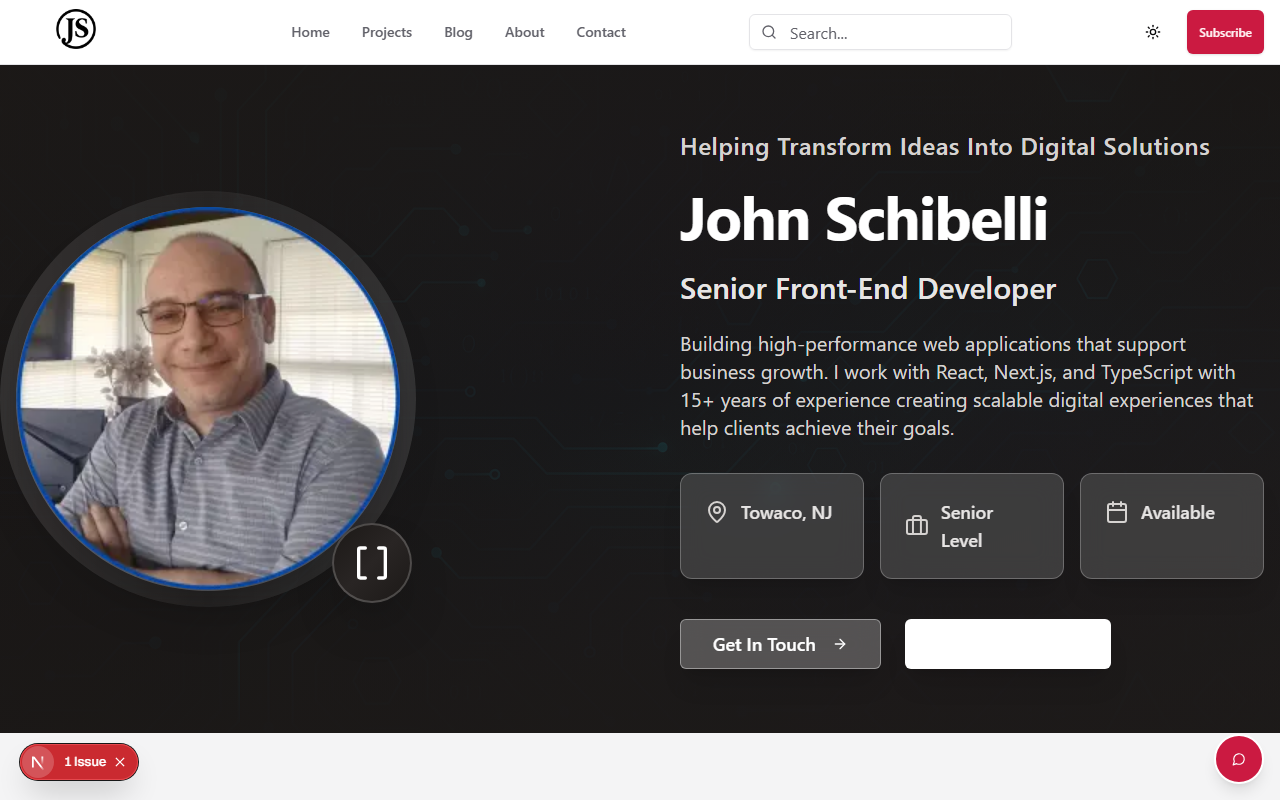 JS
Home
Projects
Blog
About
Contact
Search...
Subscribe
Helping Transform Ideas Into Digital Solutions
John Schibelli
Senior Front-End Developer
Building high-performance web applications that support
business growth. I work with React, Next.js, and TypeScript with
15+ years of experience creating scalable digital experiences that
help clients achieve their goals.
Towaco, NJ
Senior
Level
Available
Get In Touch
[ ]
N
1 Issue